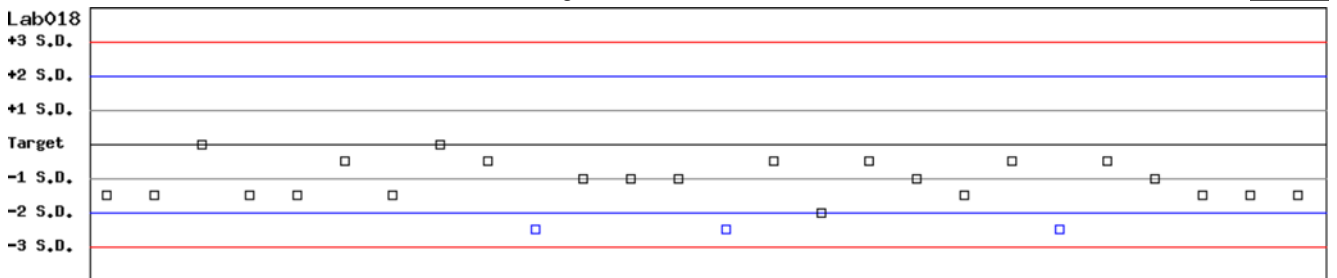 Lab018
+3 S.D.
+2 S.D.
+1 S.D.
Target
-1 S.D.
-2 S.D.
-3 S.D.